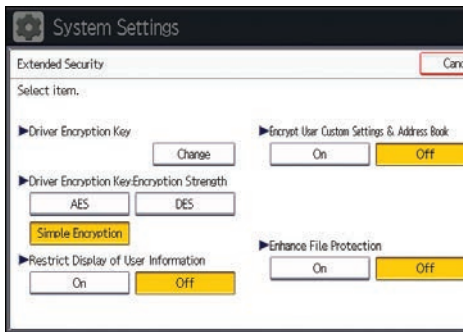 System Settings
Extended Security
Canc
Select item.
▶Driver Encryption Key
Change
▶Driver Encryption Key:Encryption Strength
AES DES
Simple Encryption
▶Restrict Display of User Information
On Off
▶Encrypt User Custom Settings & Address Book
On Off
▶Enhance File Protection
On Off